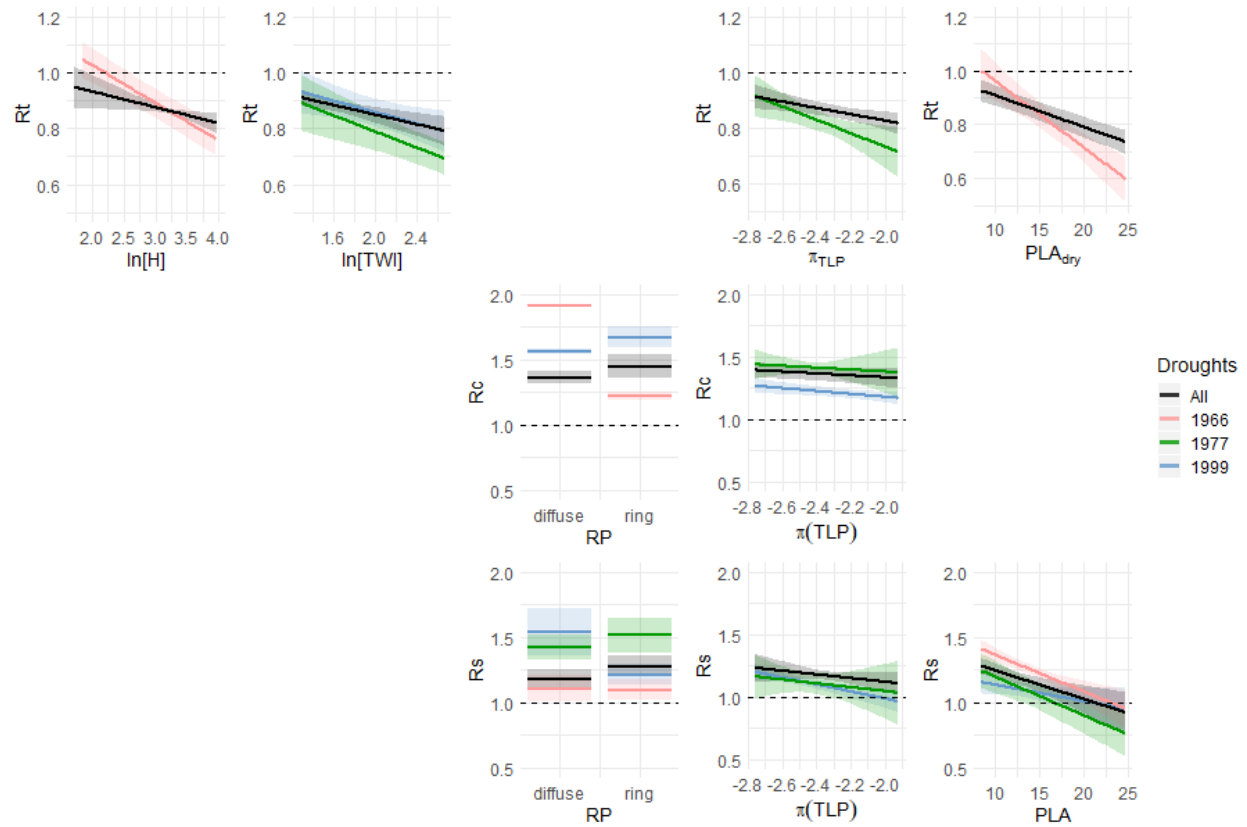 1.2
1.0
0.8
0.6
Rt
2.0 2.5 3.0 3.5 4.0
ln[H]
1.2
1.0
0.8
0.6
Rt
1.6 2.0 2.4
ln[TWI]
1.2
1.0
0.8
0.6
Rt
-2.8 -2.6 -2.4 -2.2 -2.0
πTLP
1.2
1.0
0.8
0.6
Rt
10 15 20 25
PLAdry
2.0
1.5
1.0
0.5
Rc
diffuse ring
RP
2.0
1.5
1.0
0.5
Rc
-2.8 -2.6 -2.4 -2.2 -2.0
π(TLP)
Droughts
All
1966
1977
1999
2.0
1.5
1.0
0.5
Rs
diffuse ring
RP
2.0
1.5
1.0
0.5
Rs
-2.8 -2.6 -2.4 -2.2 -2.0
π(TLP)
2.0
1.5
1.0
0.5
Rs
10 15 20 25
PLA